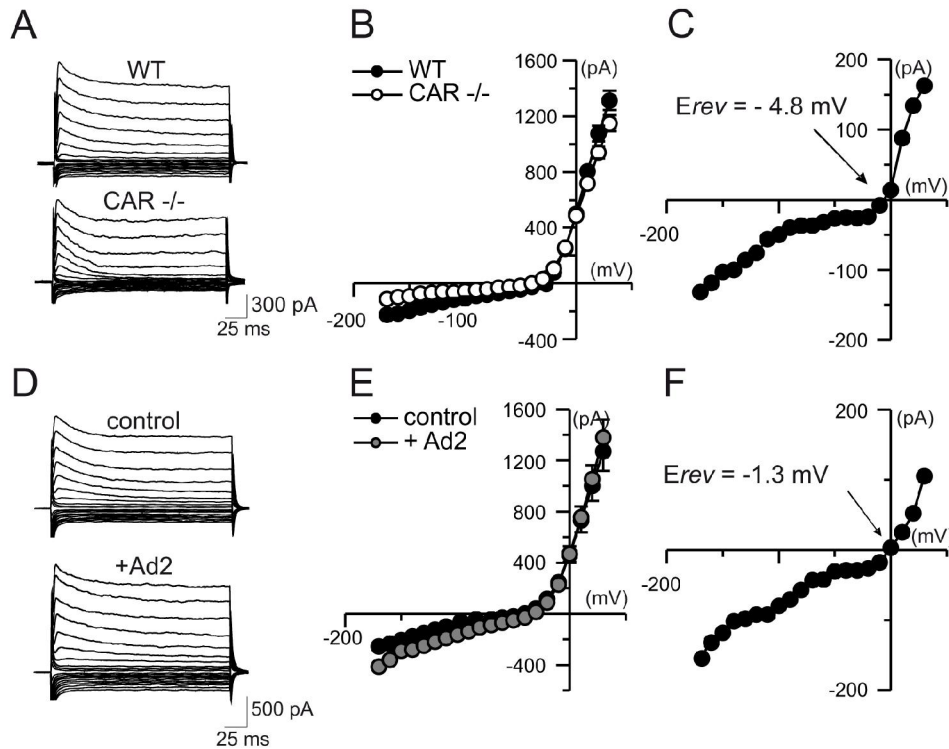 A
WT
CAR -/-
300 pA
25 ms
B
WT
CAR -/-
1600
(pA)
1200
800
400
(mV)
-200
-100
-400
C
200
(pA)
Erev = - 4.8 mV
100
(mV)
-200
-100
-200
D
control
+Ad2
500 pA
25 ms
E
control
+ Ad2
1600
(pA)
1200
800
400
(mV)
-200
-400
F
200
(pA)
Erev = -1.3 mV
(mV
-200
-200